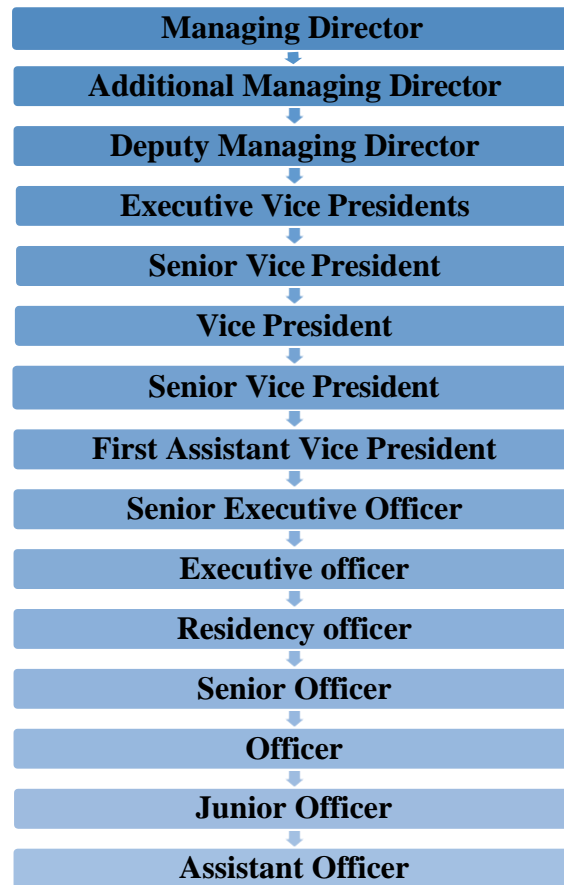 Managing Director
Additional Managing Director
Deputy Managing Director
Executive Vice Presidents
Senior Vice President
Vice President
Senior Vice President
First Assistant Vice President
Senior Executive Officer
Executive officer
Residency officer
Senior Officer
Officer
Junior Officer
Assistant Officer